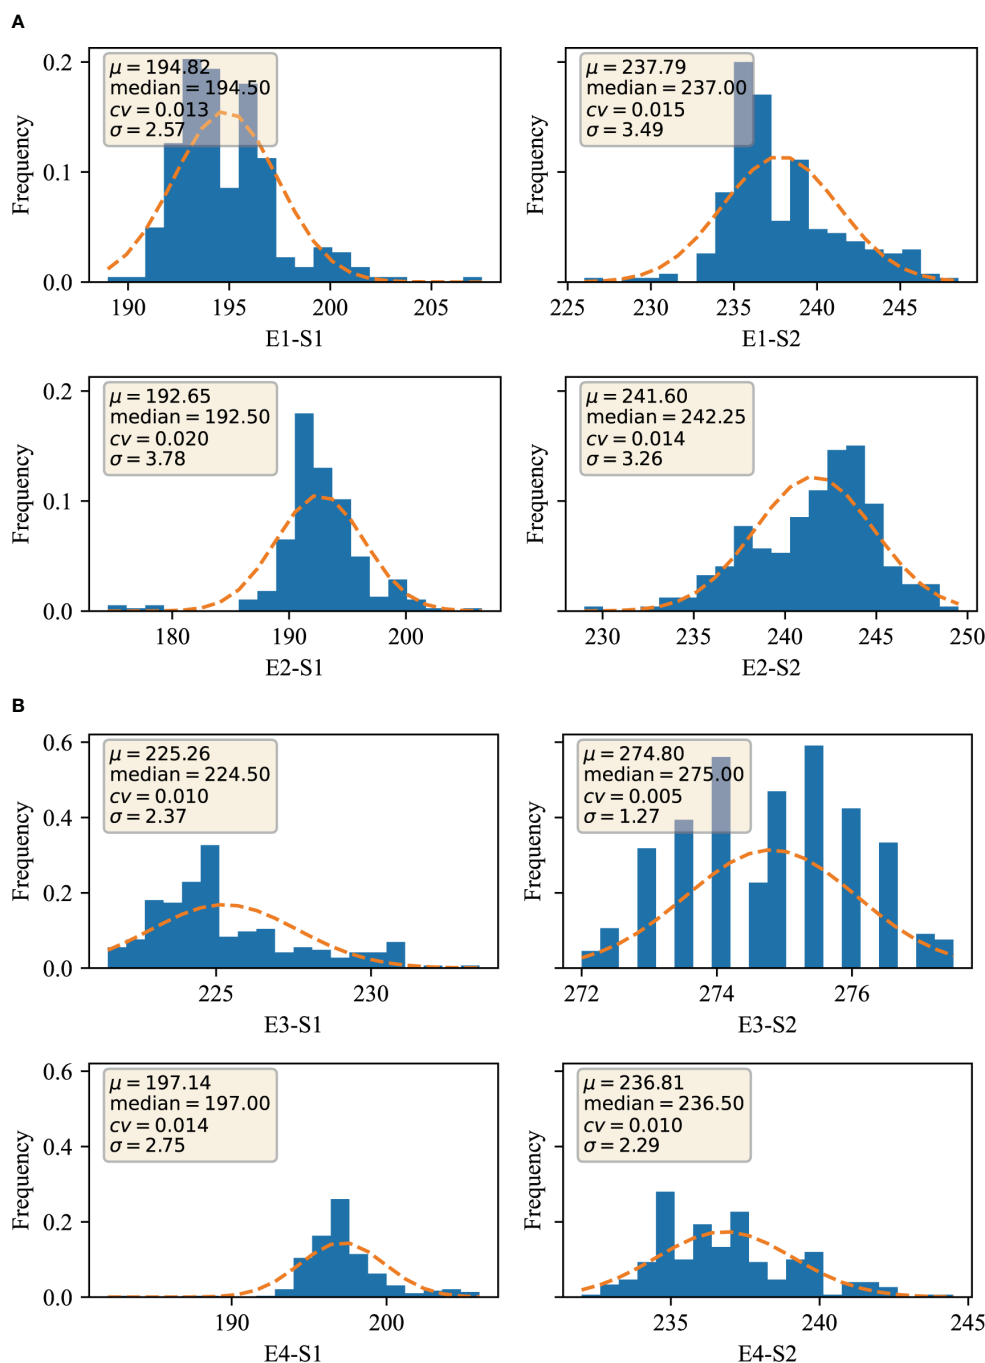 A
μ = 194.82
median = 194.50
cv = 0.013
σ = 2.57
Frequency
0.2
0.1
0.0
190 195 200 205
E1-S1
μ = 237.79
median = 237.00
cv = 0.015
σ = 3.49
Frequency
225 230 235 240 245
E1-S2
μ = 192.65
median = 192.50
cv = 0.020
σ = 3.78
Frequency
0.2
0.1
0.0
180 190 200
E2-S1
μ = 241.60
median = 242.25
cv = 0.014
σ = 3.26
Frequency
230 235 240 245 250
E2-S2
B
μ = 225.26
median = 224.50
cv = 0.010
σ = 2.37
Frequency
0.6
0.4
0.2
0.0
225 230
E3-S1
μ = 274.80
median = 275.00
cv = 0.005
σ = 1.27
Frequency
272 274 276
E3-S2
μ = 197.14
median = 197.00
cv = 0.014
σ = 2.75
Frequency
0.6
0.4
0.2
0.0
190 200
E4-S1
μ = 236.81
median = 236.50
cv = 0.010
σ = 2.29
Frequency
235 240 245
E4-S2